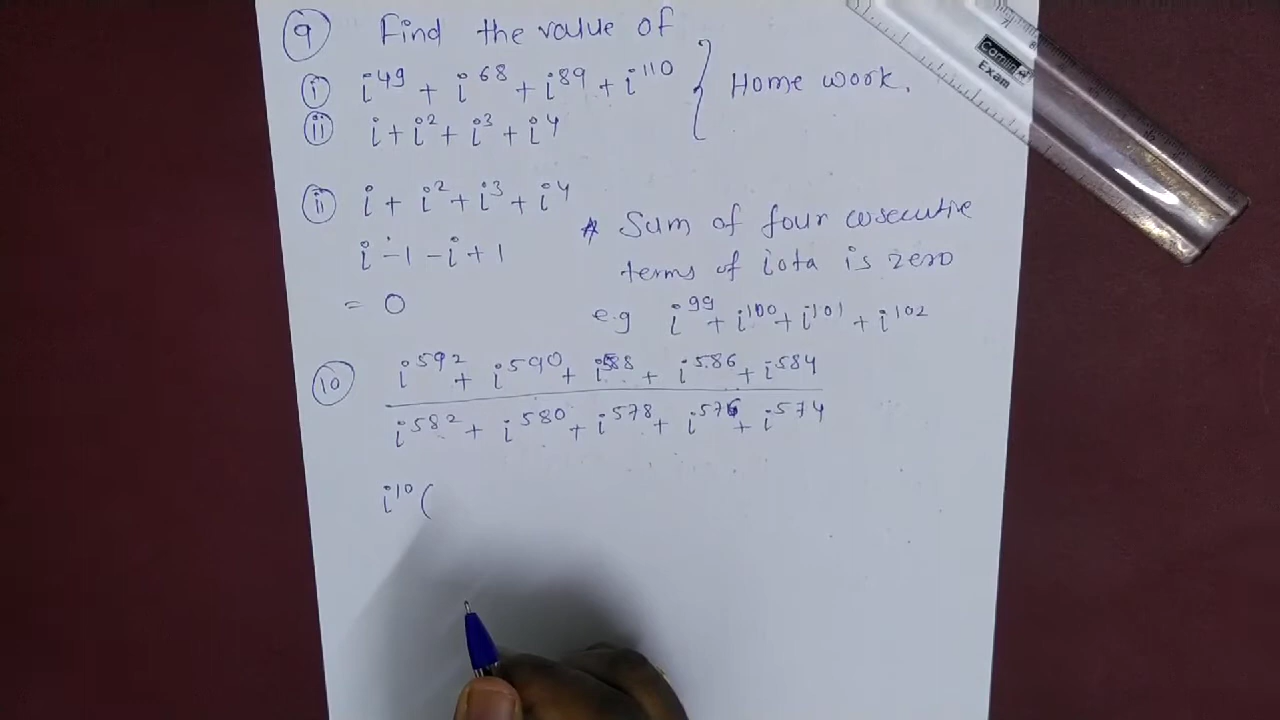 9 Find the value of
i) i^49 + i^68 + i^89 + i^110 } Home work.
ii) i + i^2 + i^3 + i^4
ii) i + i^2 + i^3 + i^4
i - 1 - i + 1
= 0
* Sum of four cosecutive
terms of iota is zero
e.g i^99 + i^100 + i^101 + i^102
10 i^592 + i^590 + i^588 + i^586 + i^584
i^582 + i^580 + i^578 + i^576 + i^574
i^10 (
Camlin
Exam